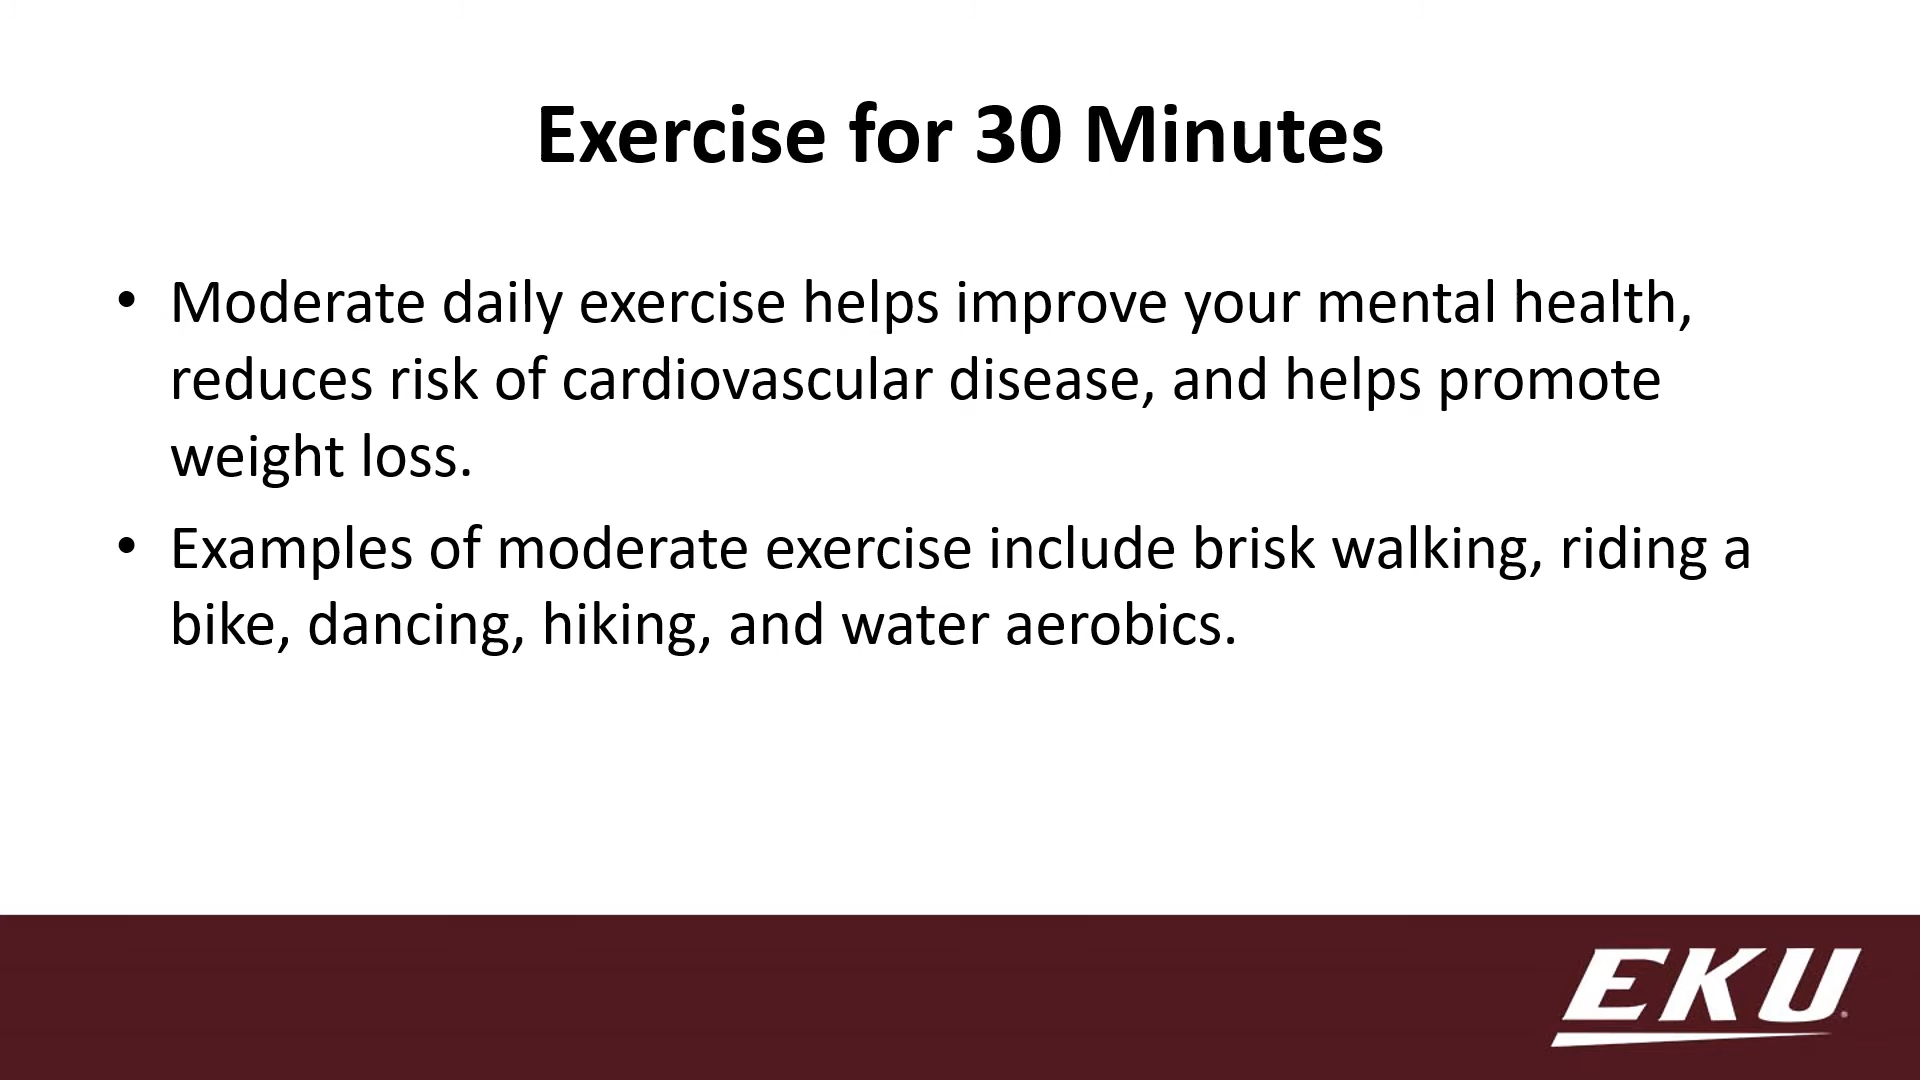 Exercise for 30 Minutes
• Moderate daily exercise helps improve your mental health,
reduces risk of cardiovascular disease, and helps promote
weight loss.
• Examples of moderate exercise include brisk walking, riding a
bike, dancing, hiking, and water aerobics.
EKU